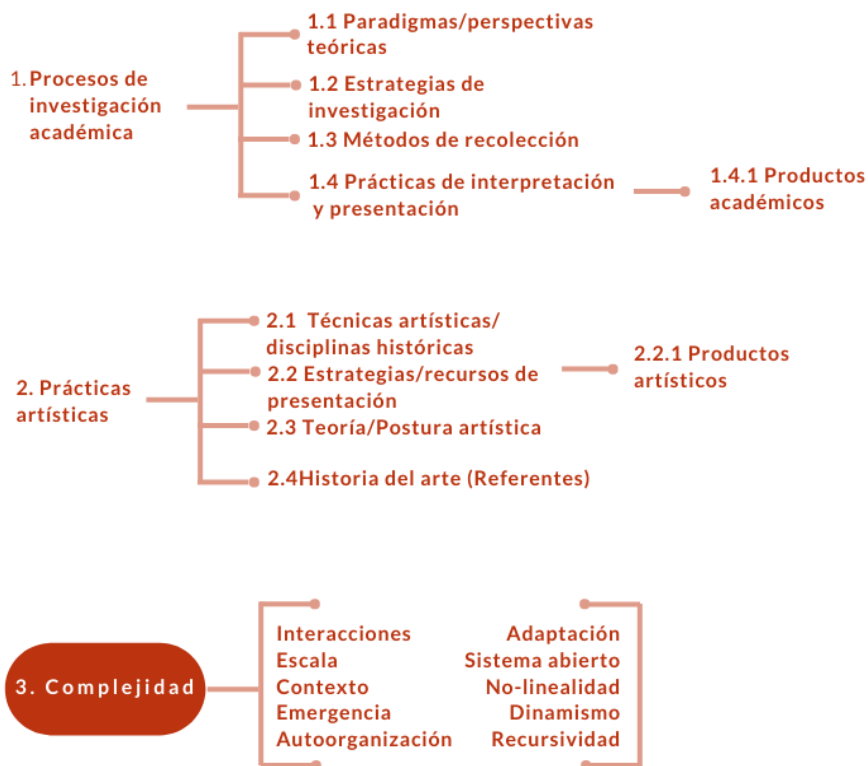 1.1 Paradigmas/perspectivas
teóricas
1. Procesos de
investigación
académica
1.2 Estrategias de
investigación
1.3 Métodos de recolección
1.4 Prácticas de interpretación
y presentación
1.4.1 Productos
académicos
2.1 Técnicas artísticas/
disciplinas históricas
2.2 Estrategias/recursos de
presentación
2.2.1 Productos
artísticos
2. Prácticas
artísticas
2.3 Teoría/Postura artística
2.4Historia del arte (Referentes)
3. Complejidad
Interacciones
Escala
Contexto
Emergencia
Autoorganización
Adaptación
Sistema abierto
No-linealidad
Dinamismo
Recursividad